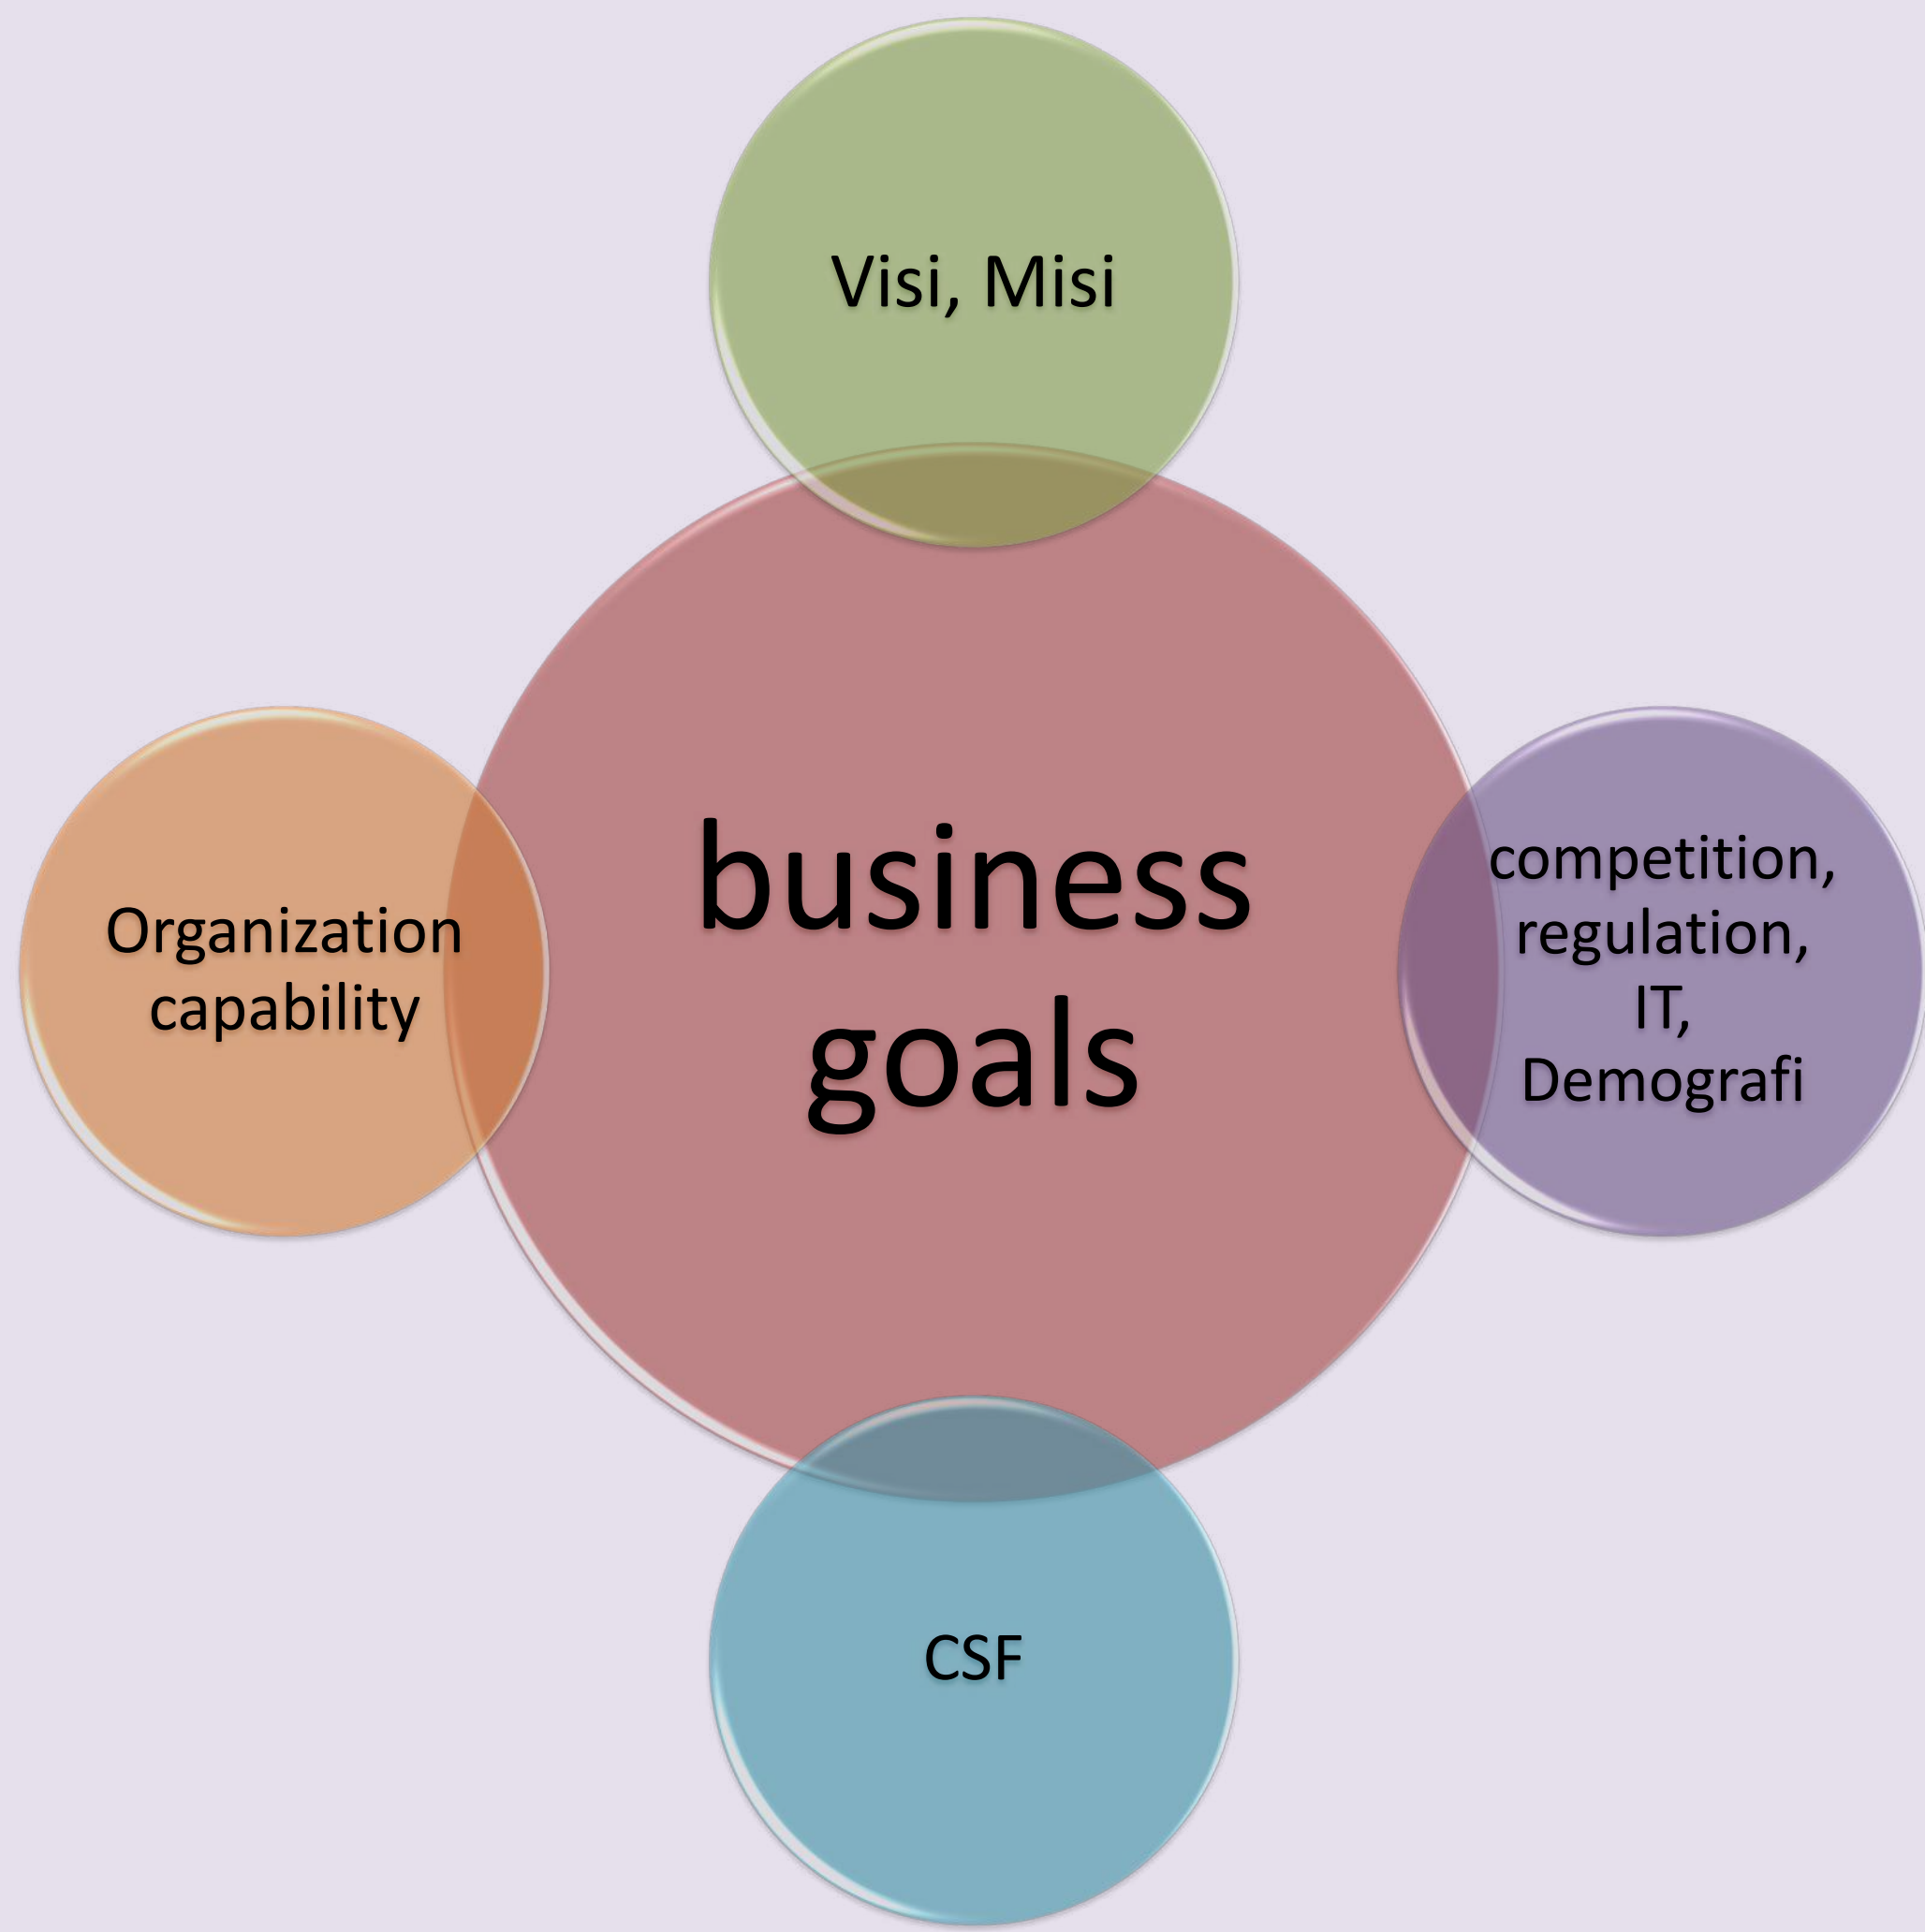 Visi, Misi
business
goals
Organization
capability
competition,
regulation,
IT,
Demografi
CSF